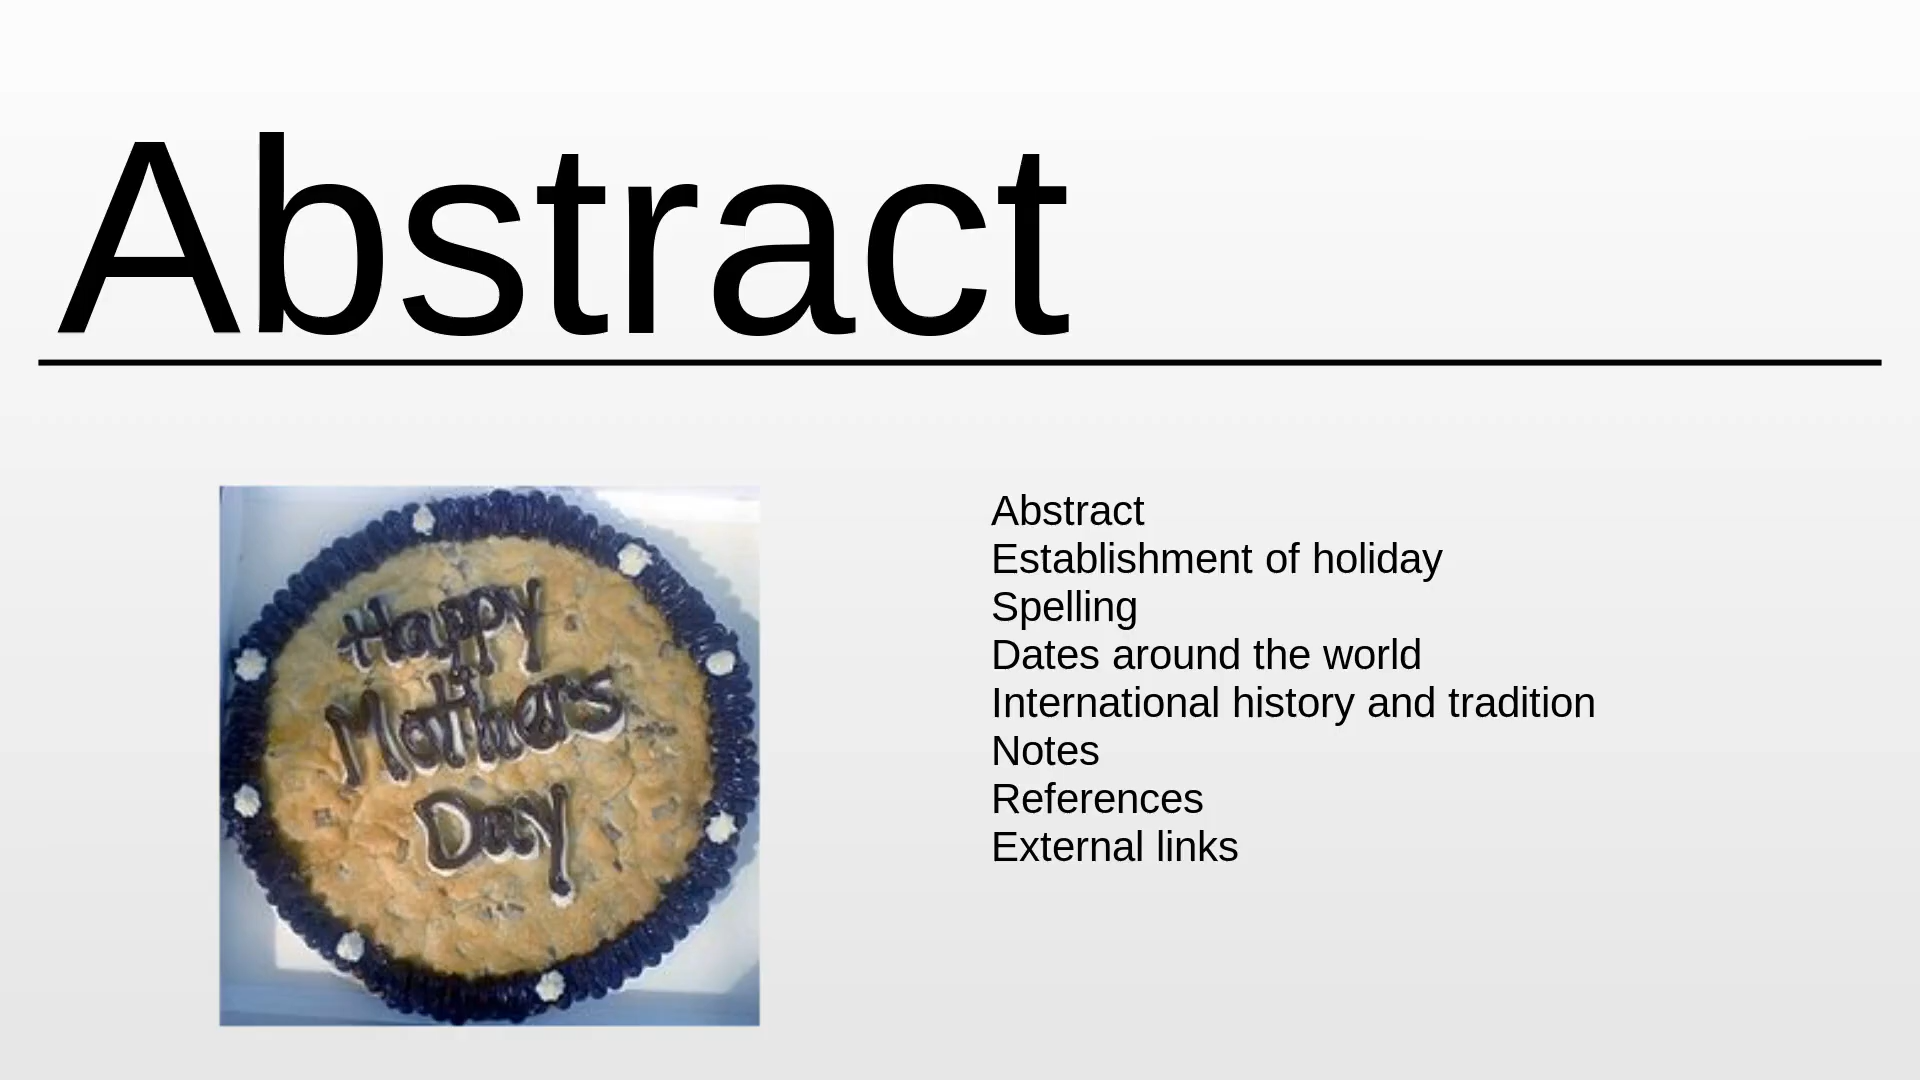 Abstract
Happy
Mothers
Day
Abstract
Establishment of holiday
Spelling
Dates around the world
International history and tradition
Notes
References
External links